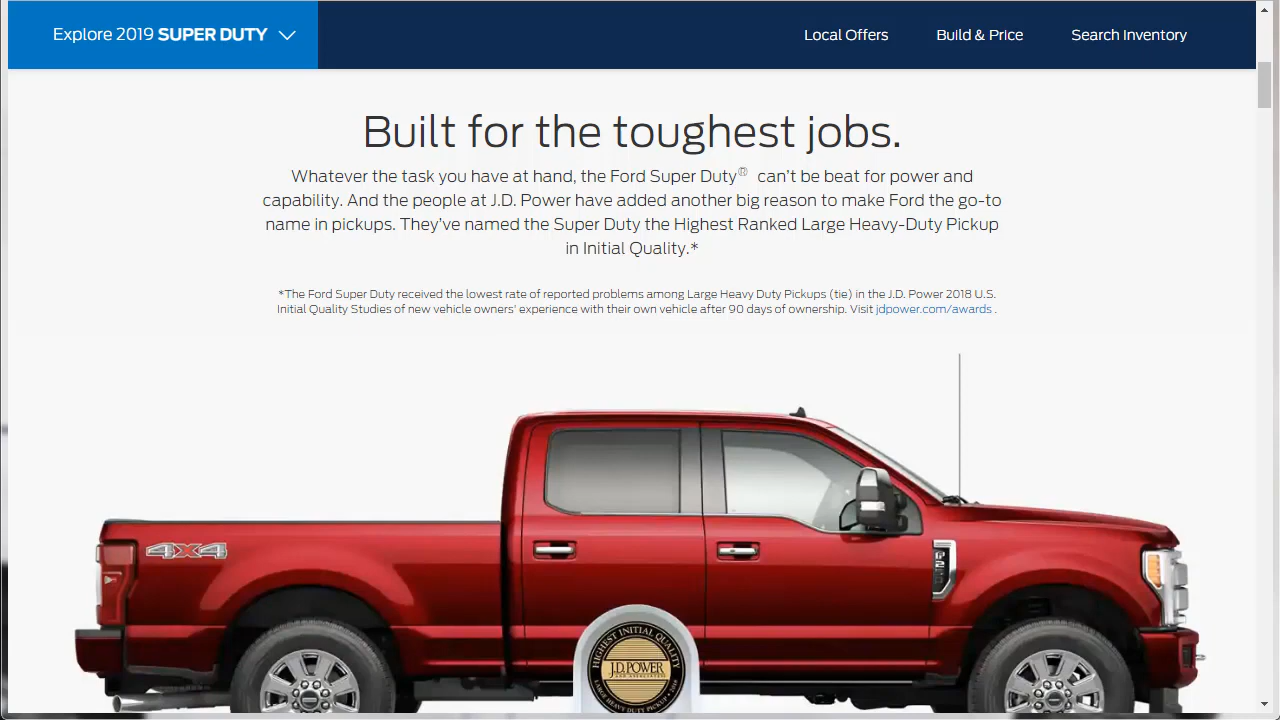 Explore 2019 SUPER DUTY
Local Offers
Build & Price
Search Inventory
Built for the toughest jobs.
Whatever the task you have at hand, the Ford Super Duty® can't be beat for power and
capability. And the people at J.D. Power have added another big reason to make Ford the go-to
name in pickups. They've named the Super Duty the Highest Ranked Large Heavy-Duty Pickup
in Initial Quality.*
*The Ford Super Duty received the lowest rate of reported problems among Large Heavy Duty Pickups (tie) in the J.D. Power 2018 U.S.
Initial Quality Studies of new vehicle owners' experience with their own vehicle after 90 days of ownership. Visit jdpower.com/awards .
4X4
HIGHEST INITIAL QUALITY
J.D. POWER
LARGE HEAVY DUTY PICKUP • 2018